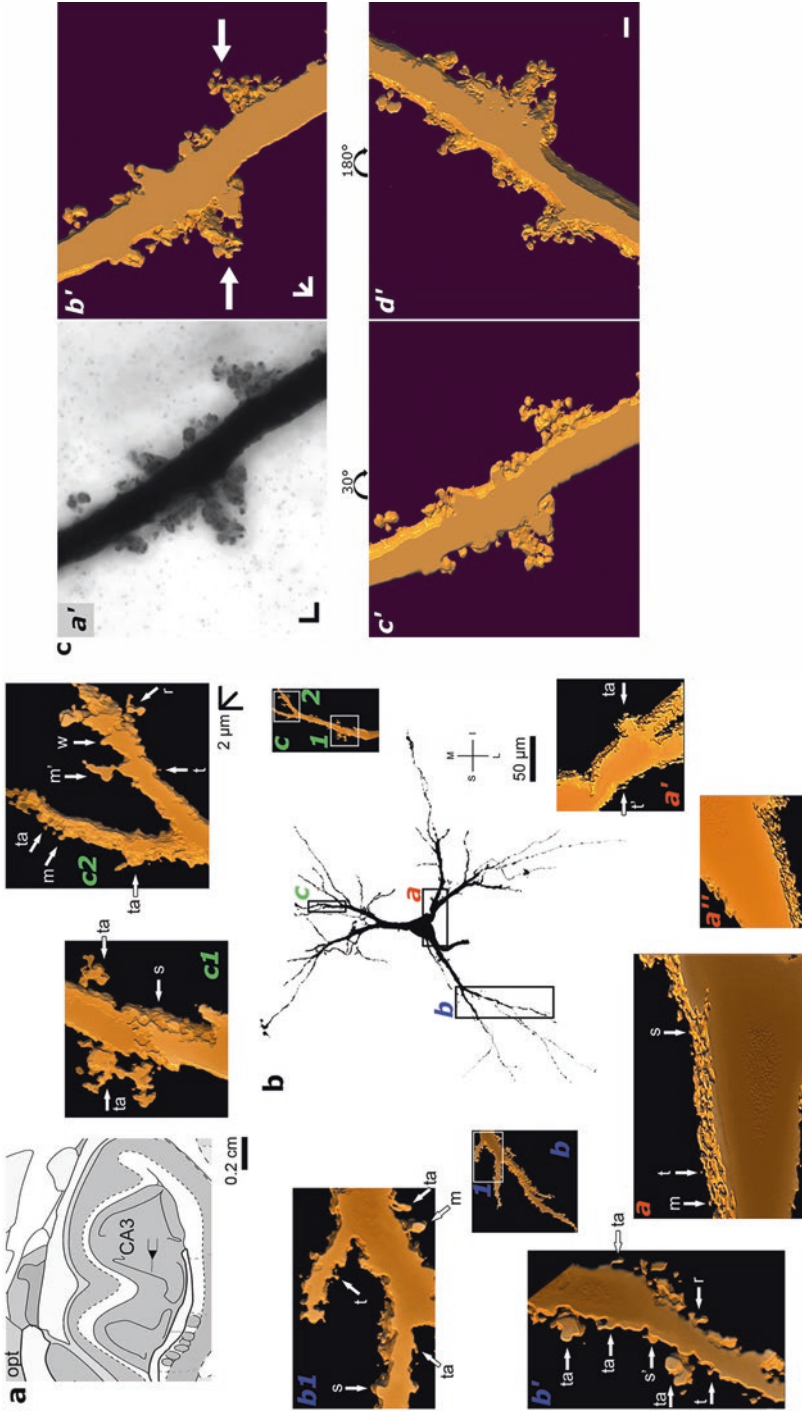 a
opt
CA3
0.2 cm
ta
ta
s
c1
ta
m
ta
c2
m'
w
t
r
2 µm
b
c
1
2
c
a
b
S
M
I
L
50 µm
b1
s
t
ta
ta
m
1
b
b'
ta
ta
s'
ta
t
ta
r
a
m
t
s
a''
a'
t'
ta
c
a'
b'
30°
180°
c'
d'